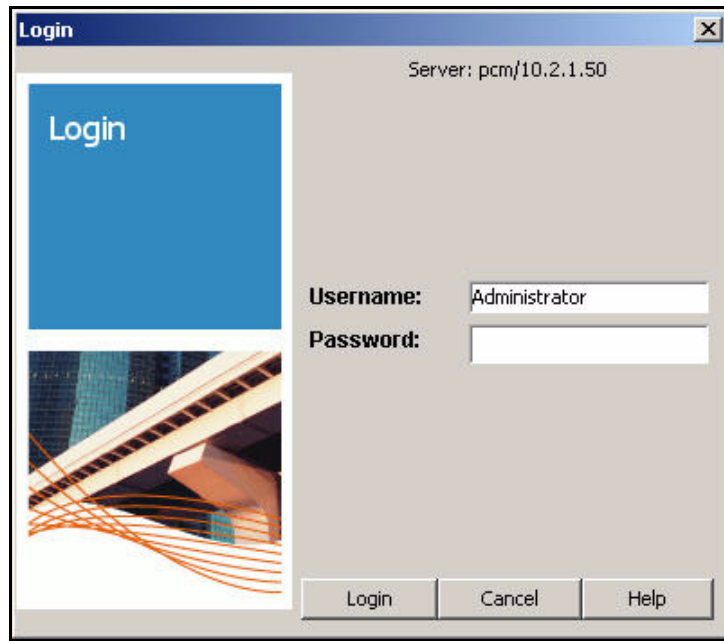 Login
Server: pcm/10.2.1.50
Login
Username: Administrator
Password:
Login Cancel Help